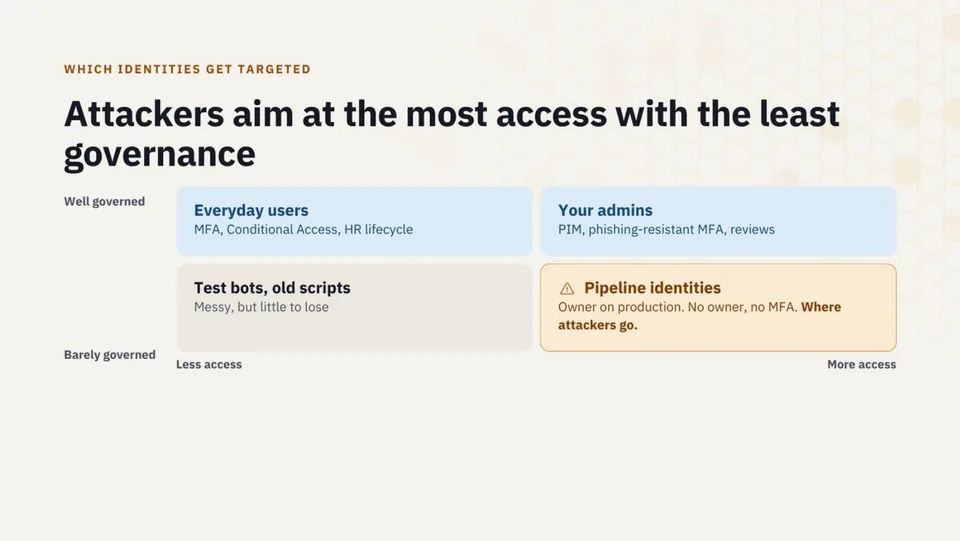 WHICH IDENTITIES GET TARGETED
Attackers aim at the most access with the least
governance
Well governed
Everyday users
MFA, Conditional Access, HR lifecycle
Your admins
PIM, phishing-resistant MFA, reviews
Test bots, old scripts
Messy, but little to lose
Pipeline identities
Owner on production. No owner, no MFA. Where
attackers go.
Barely governed
Less access
More access